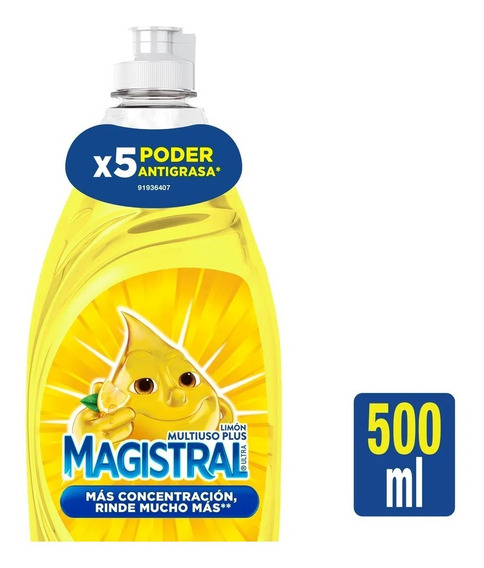 x5 PODER
ANTIGRASA*
91936407
LIMÓN
MULTIUSO PLUS
MAGISTRAL
®ULTRA
MÁS CONCENTRACIÓN,
RINDE MUCHO MÁS**
500
ml